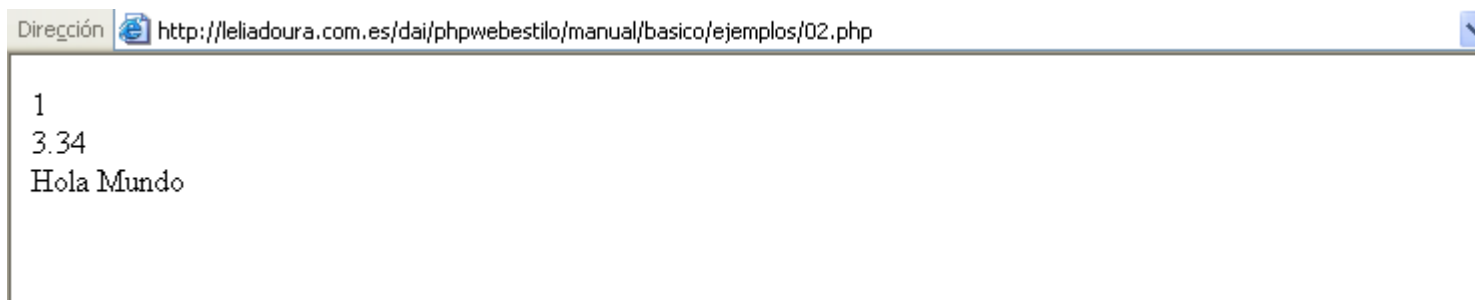 Dirección http://leliadoura.com.es/dai/phpwebestilo/manual/basico/ejemplos/02.php
1
3.34
Hola Mundo